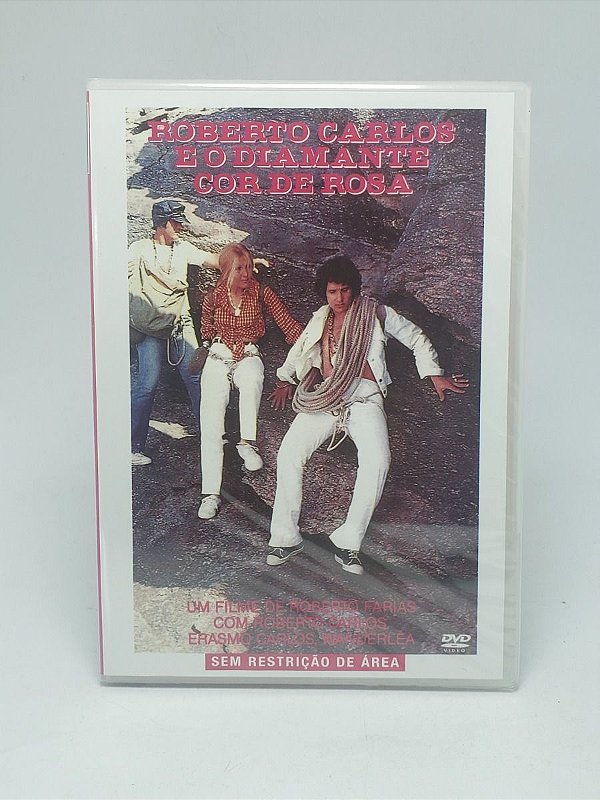 ROBERTO CARLOS
E O DIAMANTE
COR DE ROSA
UM FILME DE ROBERTO FARIAS
COM ROBERTO CARLOS
ERASMO CARLOS, WANDERLÉA
DVD
VIDEO
SEM RESTRIÇÃO DE ÁREA